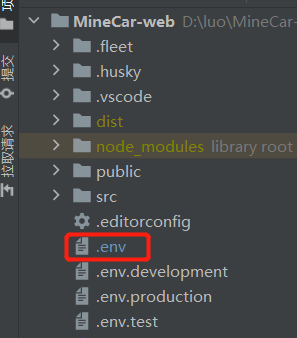 项
提交
拉取请求
MineCar-web D:\luo\MineCar-
.fleet
.husky
.vscode
dist
node_modules library root
public
src
.editorconfig
.env
.env.development
.env.production
.env.test